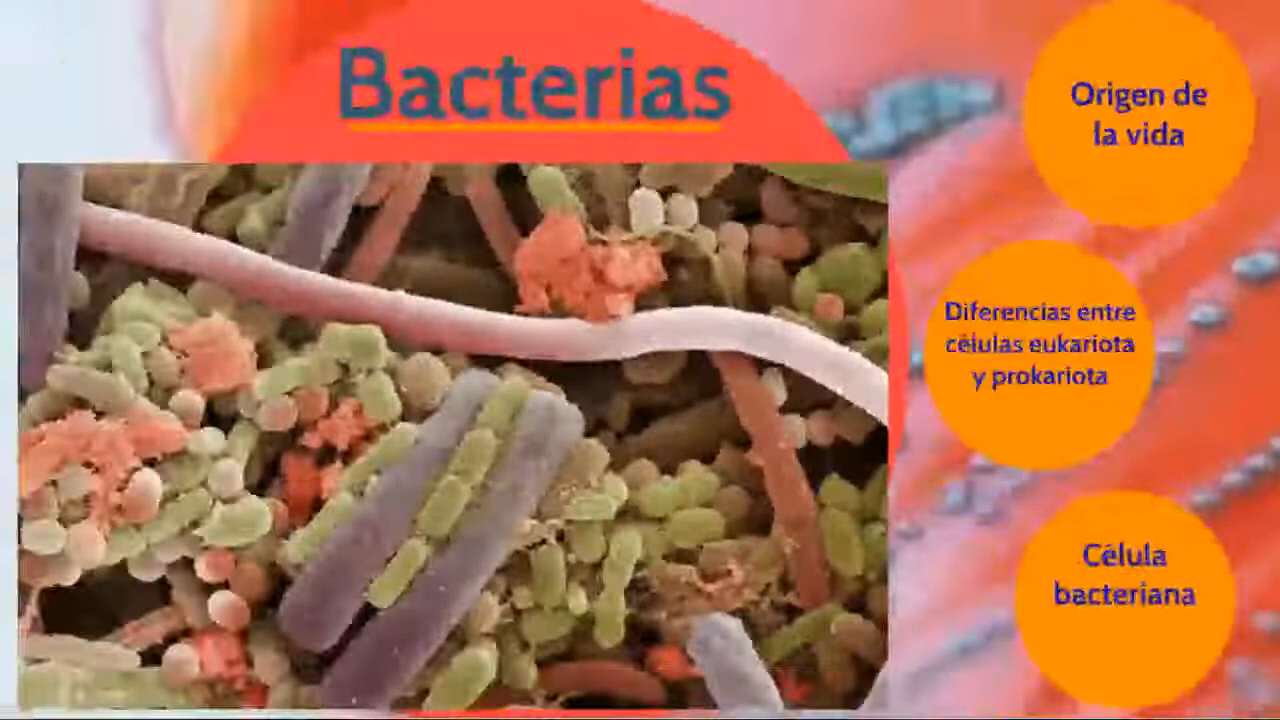 Bacterias
Origen de
la vida
Diferencias entre
células eukariota
y prokariota
Célula
bacteriana